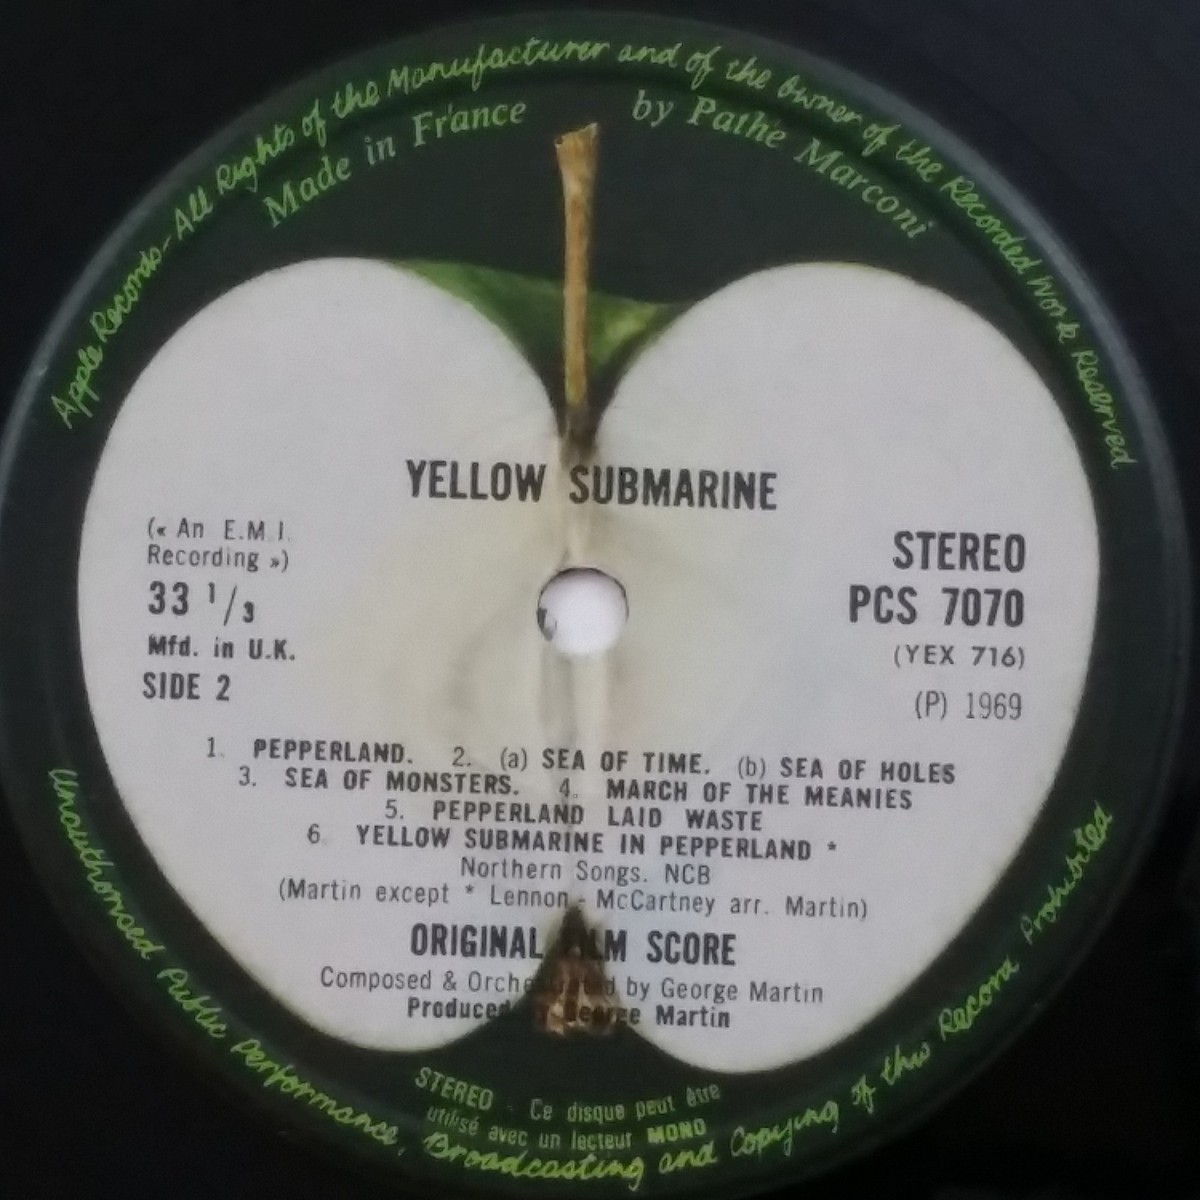 Apple Records - All Rights of the Manufacturer and of the Owner of the Recorded Work Reserved
Made in France by Pathe Marconi
YELLOW SUBMARINE
(« An E.M.I.
Recording »)
33 1/3
Mfd. in U.K.
SIDE 2
STEREO
PCS 7070
(YEX 716)
(P) 1969
1. PEPPERLAND. 2. (a) SEA OF TIME. (b) SEA OF HOLES
3. SEA OF MONSTERS. 4. MARCH OF THE MEANIES
5. PEPPERLAND LAID WASTE
6. YELLOW SUBMARINE IN PEPPERLAND *
Northern Songs. NCB
(Martin except * Lennon - McCartney arr. Martin)
ORIGINAL FILM SCORE
Composed & Orchestrated by George Martin
Produced by George Martin
STEREO - Ce disque peut être
utilisé avec un lecteur MONO
Unauthorised Public Performance, Broadcasting and Copying of this Record Prohibited